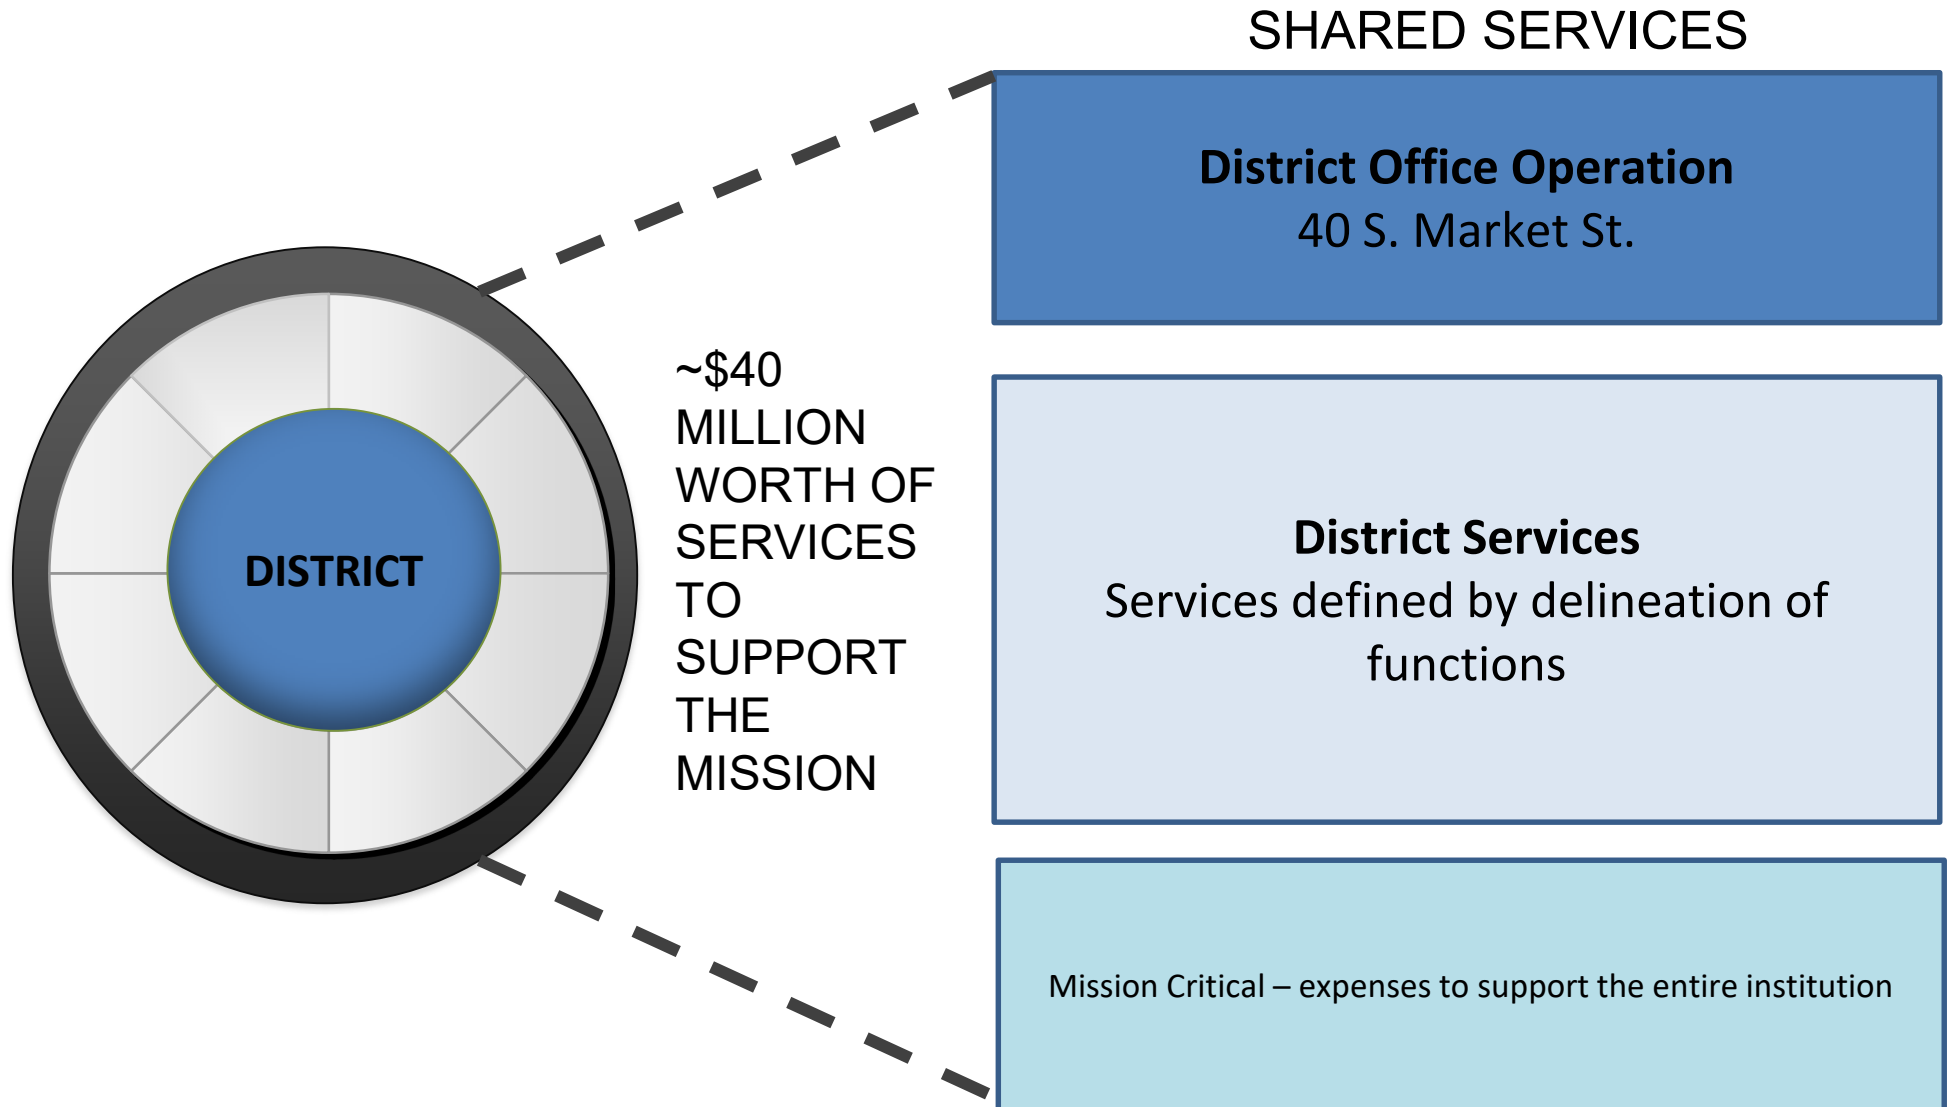 SHARED SERVICES
District Office Operation
40 S. Market St.
DISTRICT
~$40
MILLION
WORTH OF
SERVICES
TO
SUPPORT
THE
MISSION
District Services
Services defined by delineation of
functions
Mission Critical – expenses to support the entire institution